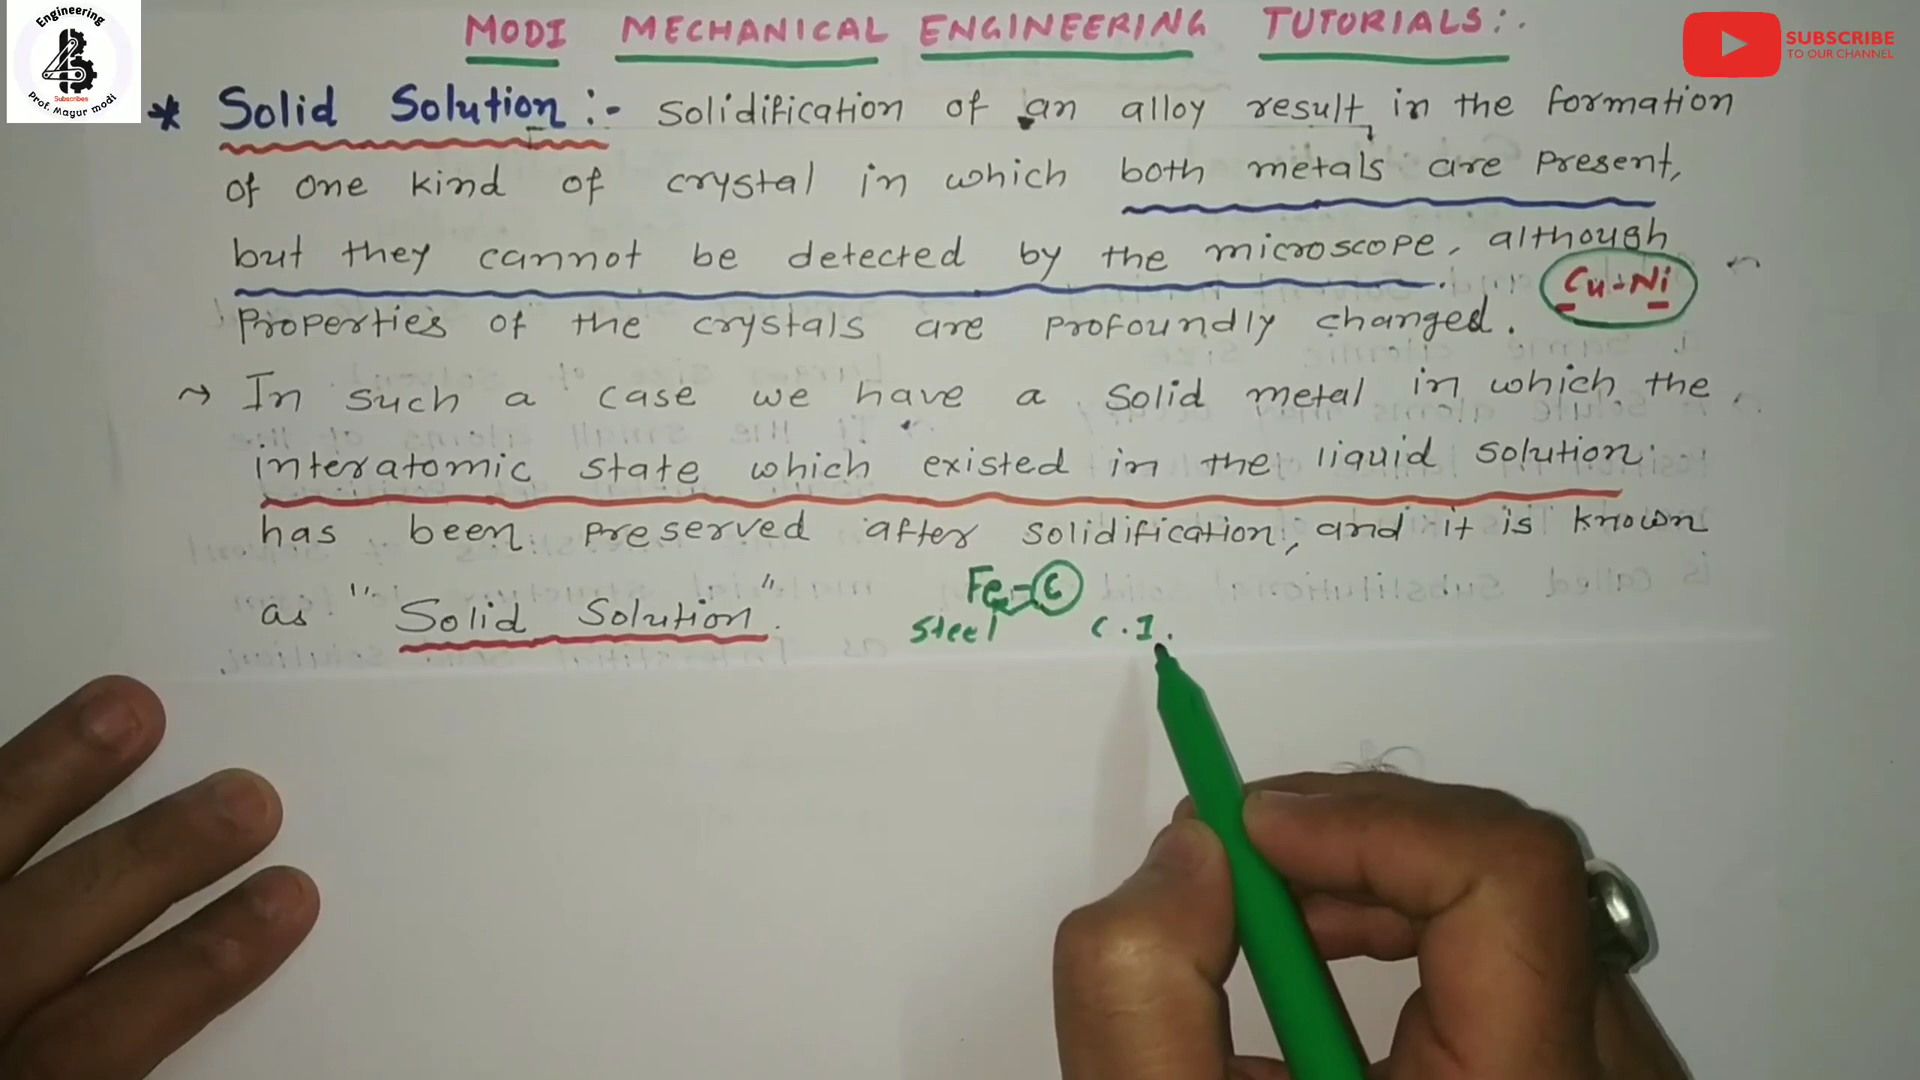 Engineering
Subscribes
Prof. Mayur modi
MODI MECHANICAL ENGINEERING TUTORIALS:.
SUBSCRIBE
TO OUR CHANNEL
* Solid Solution :- Solidification of an alloy result in the formation
of one kind of crystal in which both metals are present,
but they cannot be detected by the microscope, although
Cu-Ni
Properties of the crystals are profoundly changed.
→ In such a case we have a solid metal in which the
interatomic state which existed in the liquid solution
has been preserved after solidification, and it is known
as "Solid Solution".
Fe-C
Steel C.I.